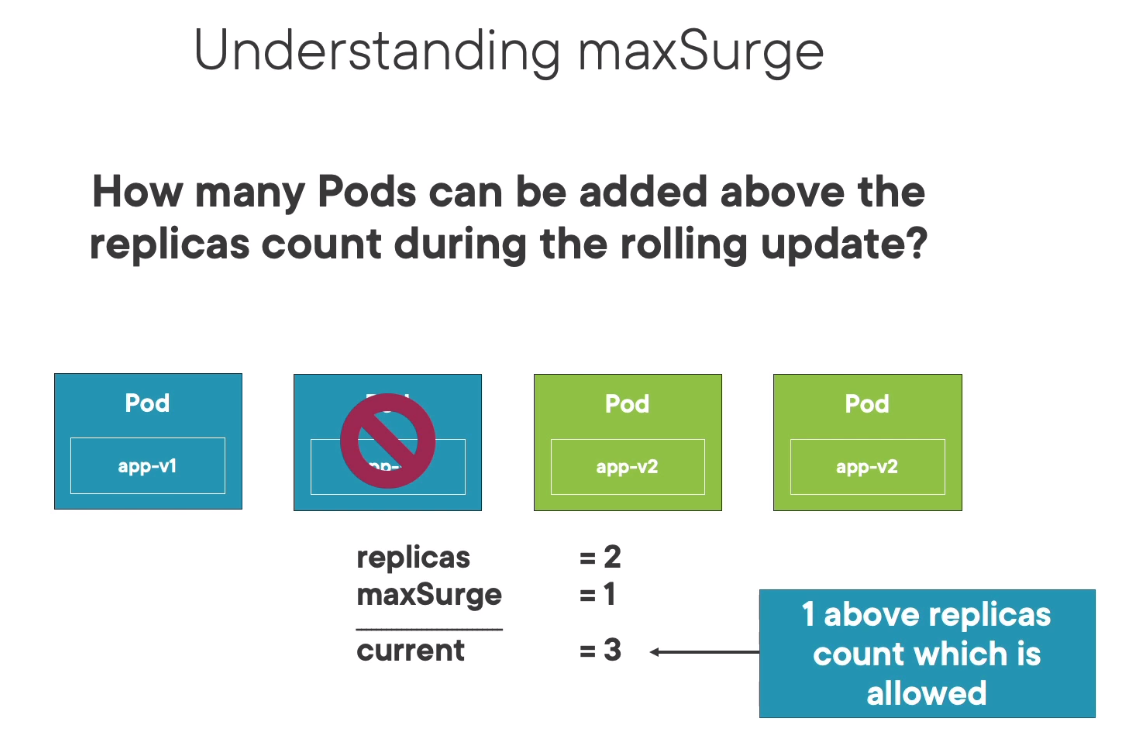 Understanding maxSurge
How many Pods can be added above the
replicas count during the rolling update?
Pod
app-v1
Pod
app-v2
Pod
app-v2
replicas = 2
maxSurge = 1
current = 3
1 above replicas
count which is
allowed